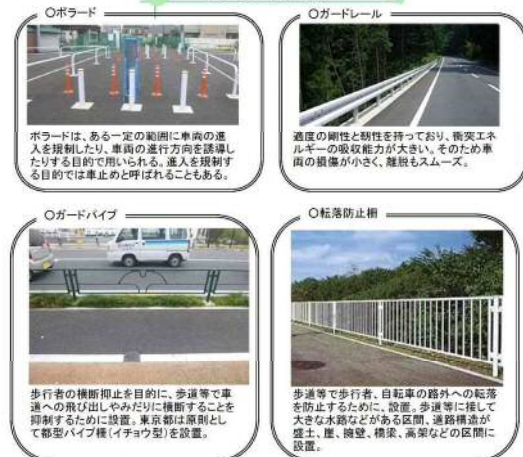 ○ボラード
ボラードは、ある一定の範囲に車両の進
入を規制したり、車両の進行方向を誘導し
たりする目的で用いられる。進入を規制す
る目的では車止めと呼ばれることもある。
○ガードレール
適度の剛性と靭性を持っており、衝突エネ
ルギーの吸収能力が大きい。そのため車
両の損傷が小さく、離脱もスムーズ。
○ガードパイプ
歩行者の横断抑止を目的に、歩道等で車
道への飛び出しやみだりに横断することを
抑制するために設置。東京都は原則とし
て都型パイプ柵(イチョウ型)を設置。
○転落防止柵
歩道等で歩行者、自転車の路外への転落
を防止するために、設置。歩道等に接して
大きな水路などがある区間、道路構造が
盛土、崖、擁壁、橋梁、高架などの区間に
設置。